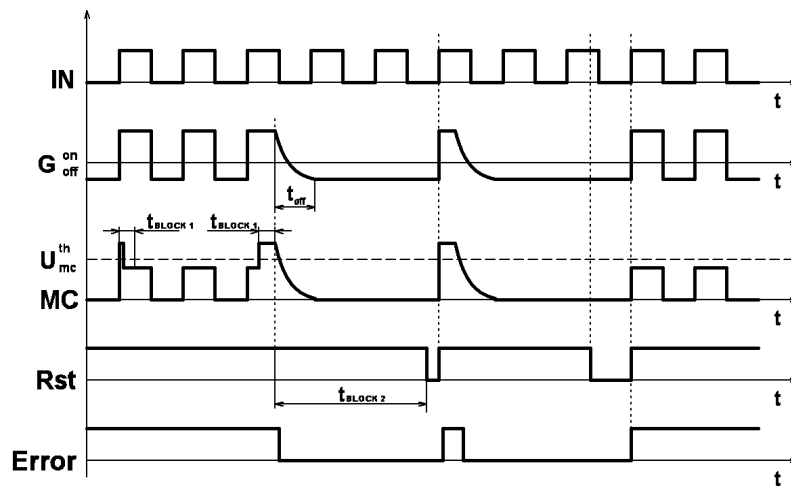 IN
t
G on off
t
t off
t BLOCK 1
t BLOCK 1
U th mc
MC
t
Rst
t
t BLOCK 2
Error
t